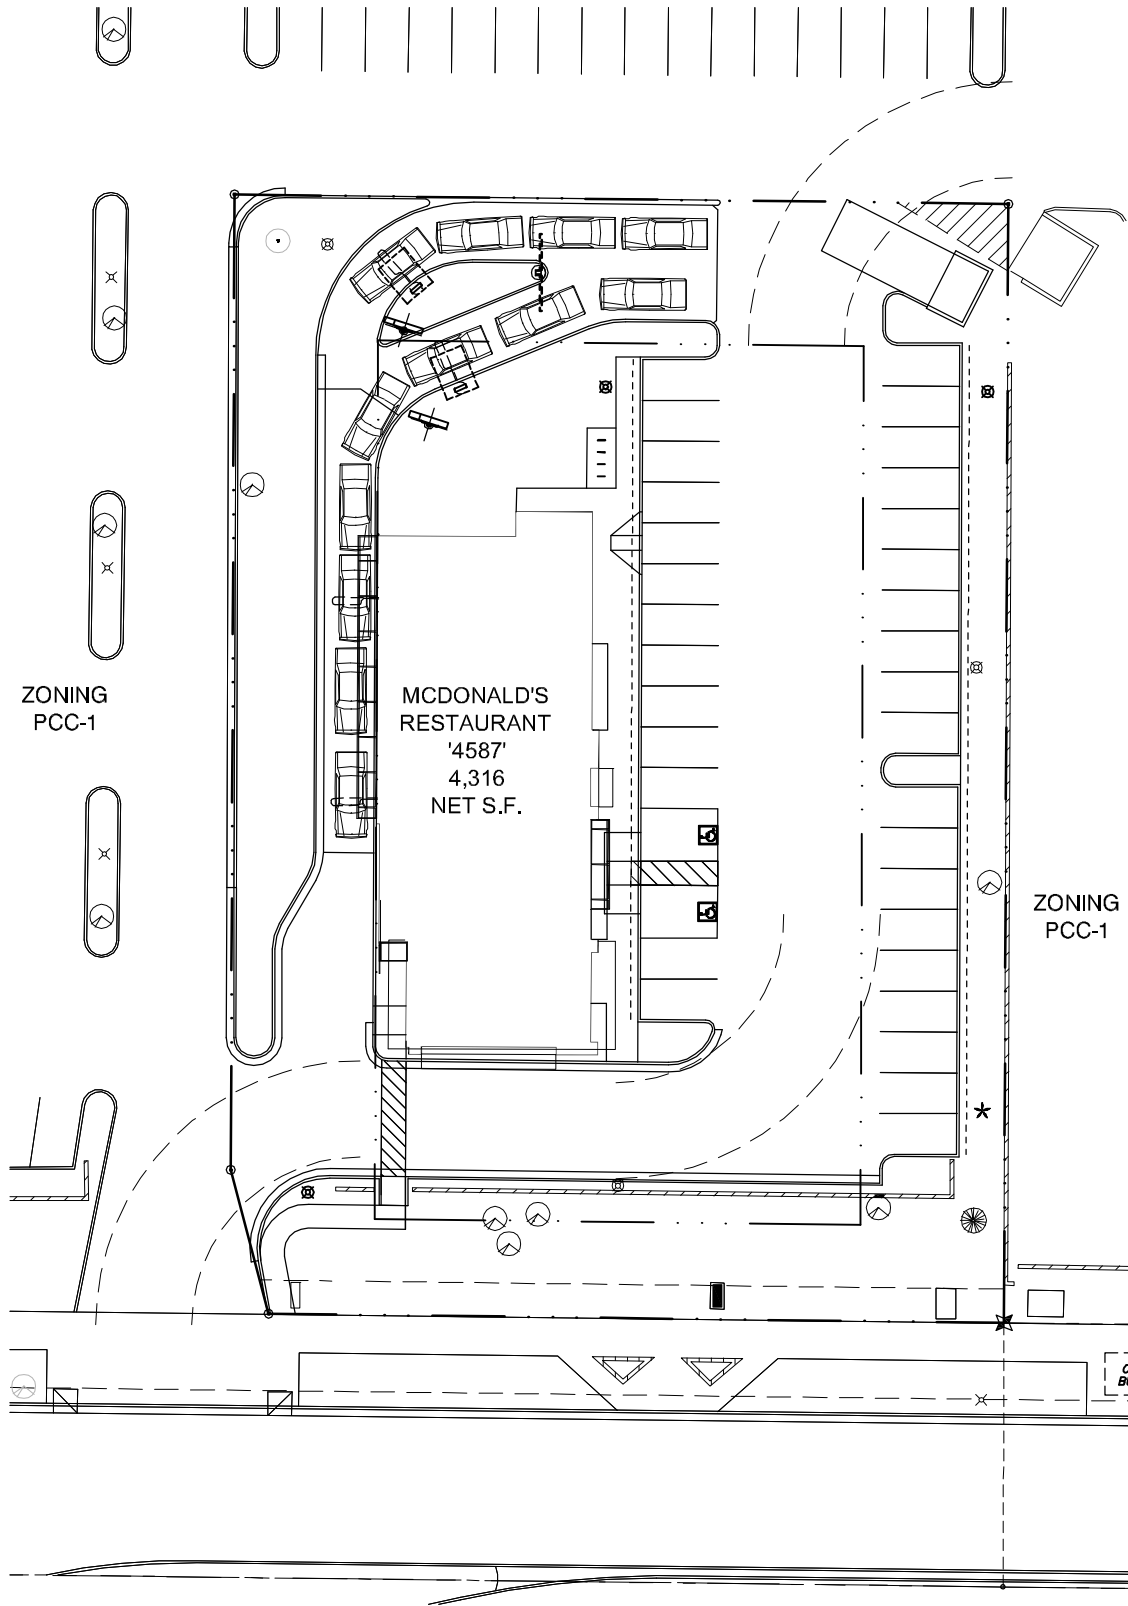 ZONING
PCC-1
MCDONALD'S
RESTAURANT
'4587'
4,316
NET S.F.
ZONING
PCC-1